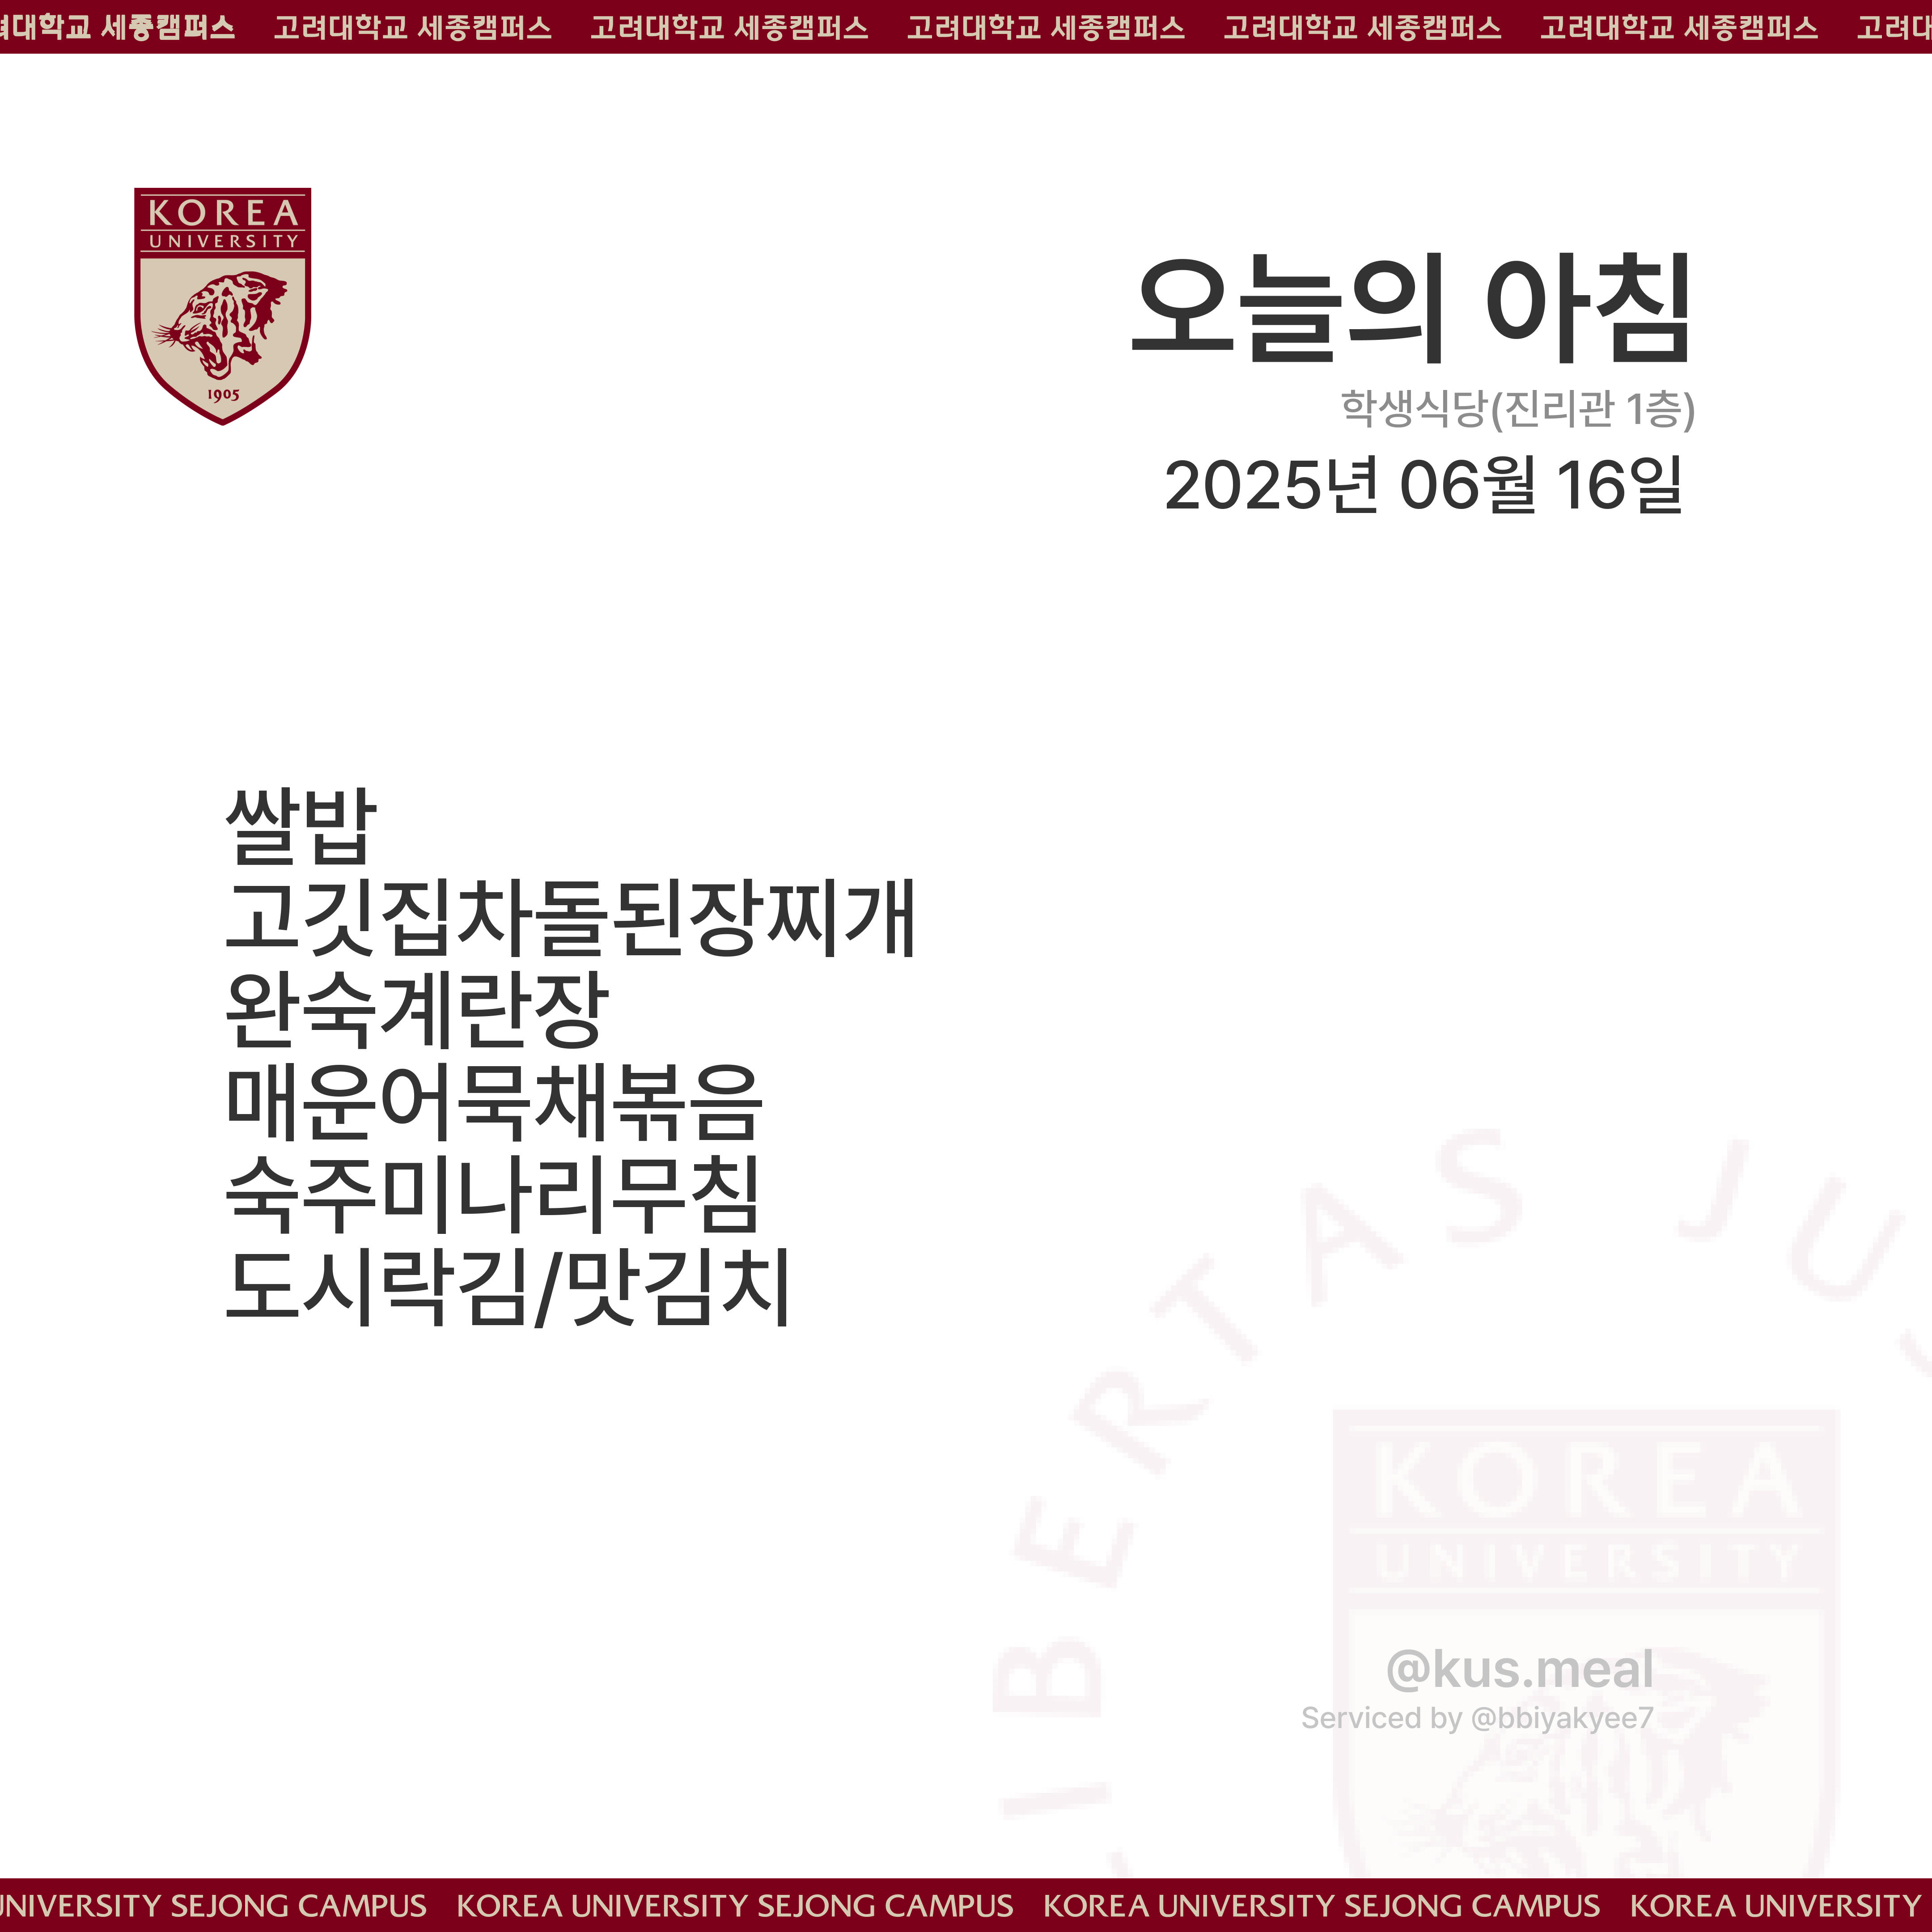 고려대학교 세종캠퍼스 고려대학교 세종캠퍼스 고려대학교 세종캠퍼스 고려대학교 세종캠퍼스 고려대학교 세종캠퍼스 고려대학교 세종캠퍼스
KOREA
UNIVERSITY
1905
오늘의 아침
학생식당(진리관 1층)
2025년 06월 16일
쌀밥
고깃집차돌된장찌개
완숙계란장
매운어묵채볶음
숙주미나리무침
도시락김/맛김치
IBERTAS JU
KOREA
UNIVERSITY
@kus.meal
Serviced by @bbiyakyee7
UNIVERSITY SEJONG CAMPUS KOREA UNIVERSITY SEJONG CAMPUS KOREA UNIVERSITY SEJONG CAMPUS KOREA UNIVERSITY